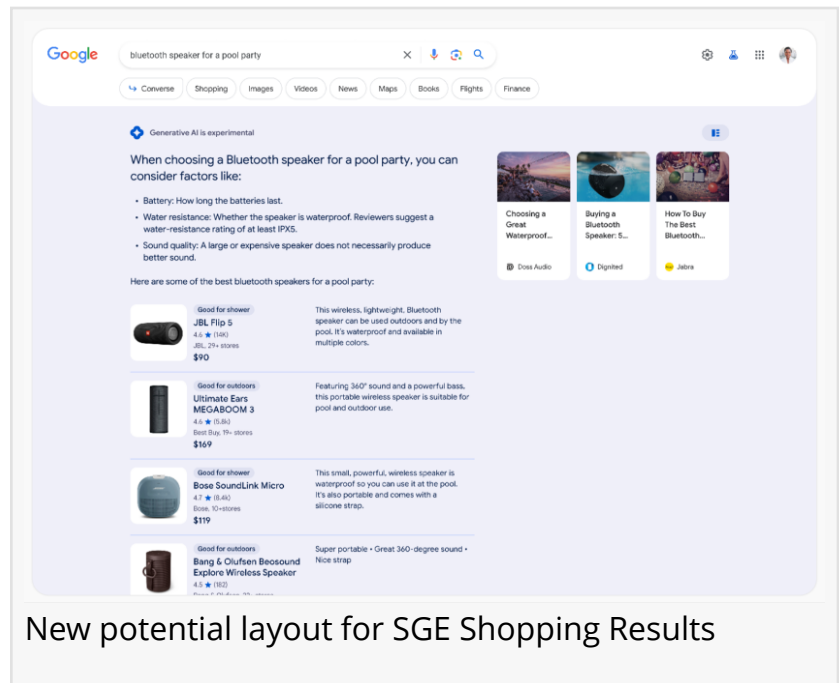 Google
bluetooth speaker for a pool party
Converse
Shopping
Images
Videos
News
Maps
Books
Flights
Finance
Generative AI is experimental
When choosing a Bluetooth speaker for a pool party, you can
consider factors like:
• Battery: How long the batteries last.
• Water resistance: Whether the speaker is waterproof. Reviewers suggest a
water-resistance rating of at least IPX5.
• Sound quality: A large or expensive speaker does not necessarily produce
better sound.
Here are some of the best bluetooth speakers for a pool party:
Choosing a
Great
Waterproof...
Doss Audio
Buying a
Bluetooth
Speaker: 5...
Dignited
How To Buy
The Best
Bluetooth...
Jabra
Good for shower
JBL Flip 5
4.6 ★ (14K)
JBL, 29+ stores
$90
This wireless, lightweight, Bluetooth
speaker can be used outdoors and by the
pool. It's waterproof and available in
multiple colors.
Good for outdoors
Ultimate Ears
MEGABOOM 3
4.6 ★ (5.8k)
Best Buy, 19+ stores
$169
Featuring 360° sound and a powerful bass,
this portable wireless speaker is suitable for
pool and outdoor use.
Good for shower
Bose SoundLink Micro
4.7 ★ (8.4k)
Bose, 10+stores
$119
This small, powerful, wireless speaker is
waterproof so you can use it at the pool.
It's also portable and comes with a
silicone strap.
Good for outdoors
Bang & Olufsen Beosound
Explore Wireless Speaker
4.5 ★ (182)
Super portable • Great 360-degree sound •
Nice strap
New potential layout for SGE Shopping Results